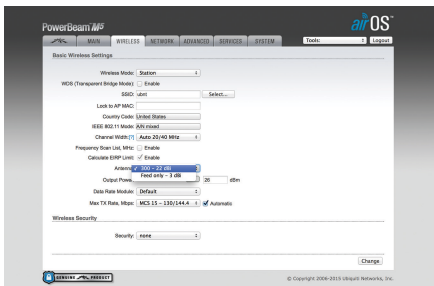 PowerBeam™M5
airOS™
MAIN WIRELESS NETWORK ADVANCED SERVICES SYSTEM Tools: Logout
Basic Wireless Settings
Wireless Mode: Station
WDS (Transparent Bridge Mode): Enable
SSID: ubnt Select...
Lock to AP MAC:
Country Code: United States
IEEE 802.11 Mode: A/N mixed
Channel Width:[?] Auto 20/40 MHz
Frequency Scan List, MHz: Enable
Calculate EIRP Limit: Enable
Antenna: 300 - 22 dBi
Feed only - 3 dBi
Output Power: 26 dBm
Data Rate Module: Default
Max TX Rate, Mbps: MCS 15 - 130/144.4 Automatic
Wireless Security
Security: none
Change
GENUINE PRODUCT
© Copyright 2006-2015 Ubiquiti Networks, Inc.